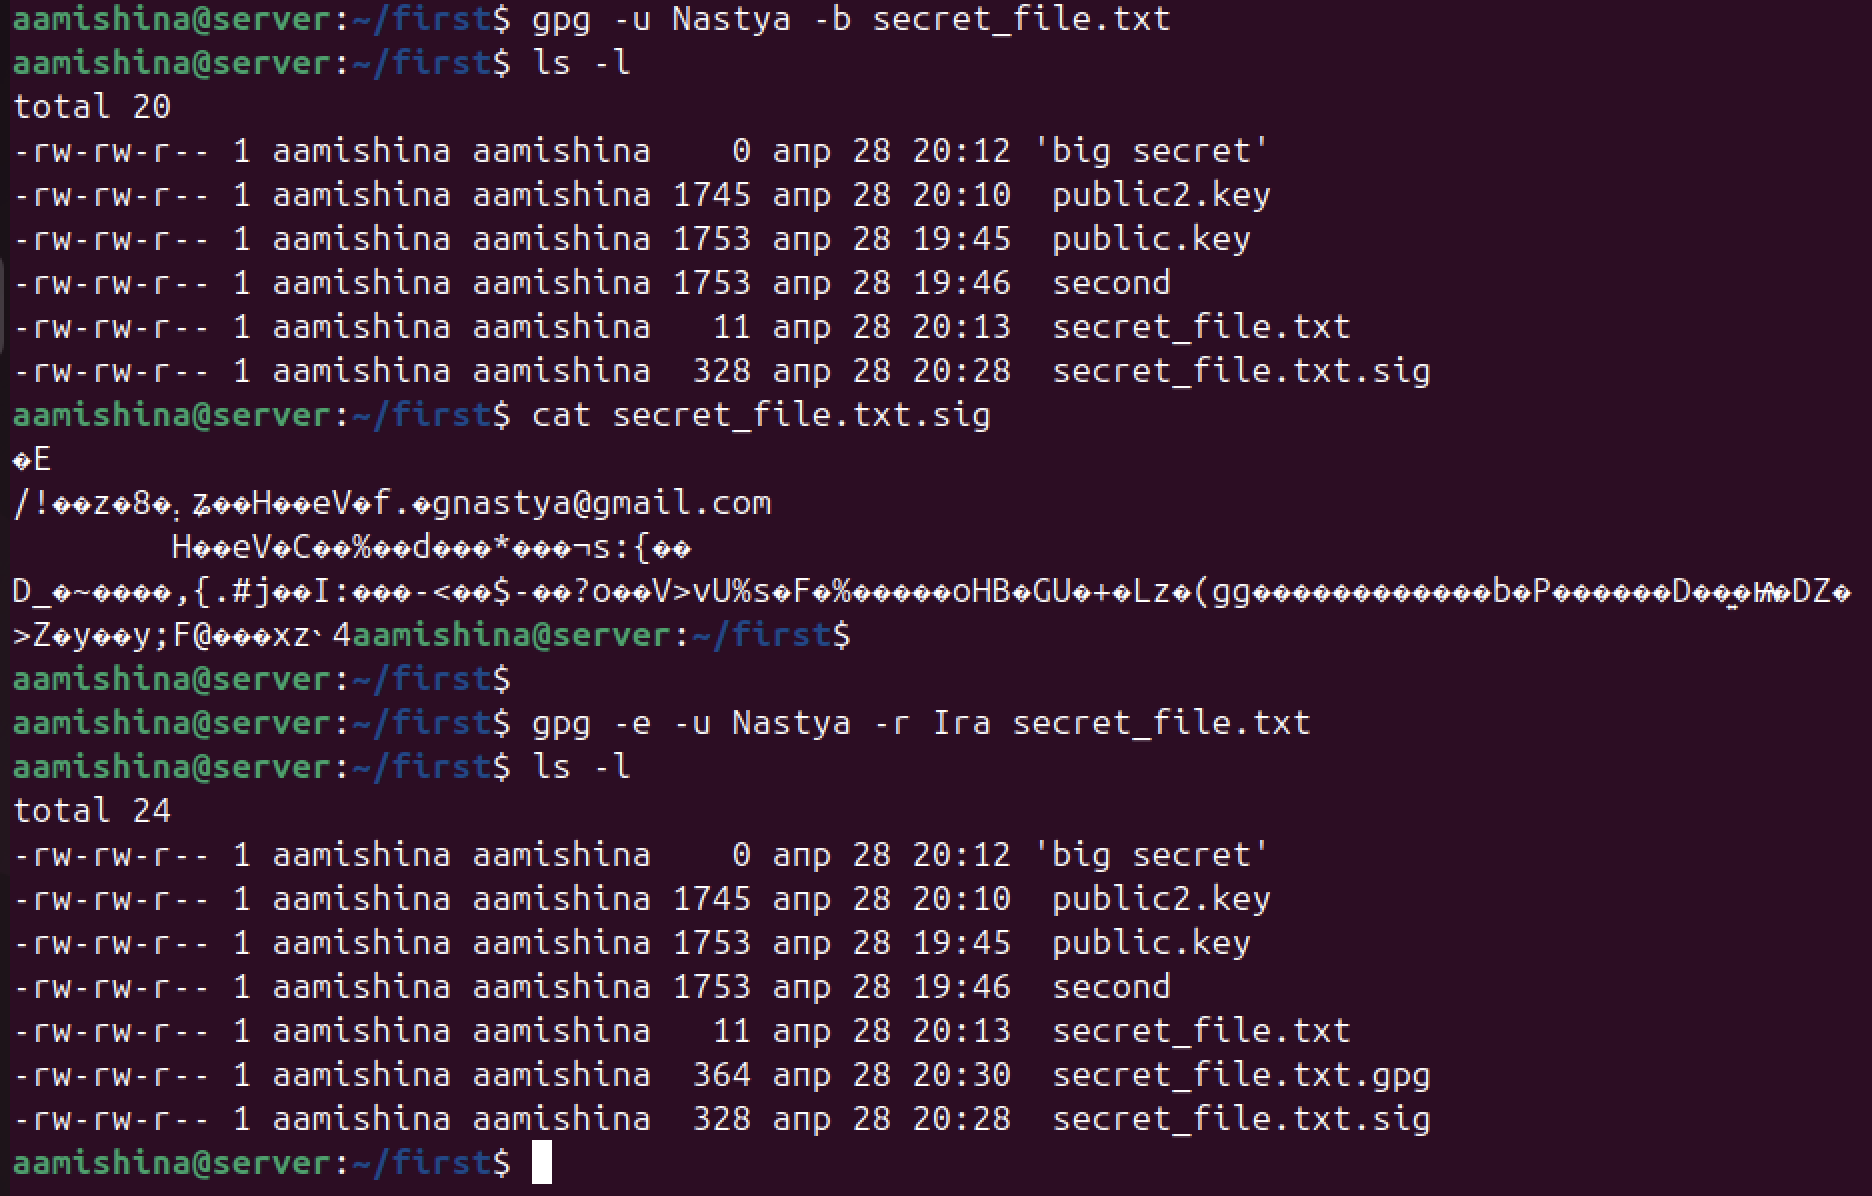 aamishina@server:~/first$ gpg -u Nastya -b secret_file.txt
aamishina@server:~/first$ ls -l
total 20
-rw-rw-r-- 1 aamishina aamishina    0 апр 28 20:12 'big secret'
-rw-rw-r-- 1 aamishina aamishina 1745 апр 28 20:10  public2.key
-rw-rw-r-- 1 aamishina aamishina 1753 апр 28 19:45  public.key
-rw-rw-r-- 1 aamishina aamishina 1753 апр 28 19:46  second
-rw-rw-r-- 1 aamishina aamishina   11 апр 28 20:13  secret_file.txt
-rw-rw-r-- 1 aamishina aamishina  328 апр 28 20:28  secret_file.txt.sig
aamishina@server:~/first$ cat secret_file.txt.sig
�E
/!��z�8� ��H��eV�f.�gnastya@gmail.com
H��eV�C��%��d���*���¬s:{��
D_�~����,{.#j��I:���-<��$-��?o��V>vU%s�F�%�����oHB�GU�+�Lz�(gg������������b�P������D��� �DZ�
>Z�y��y;F@���xz 4aamishina@server:~/first$
aamishina@server:~/first$
aamishina@server:~/first$ gpg -e -u Nastya -r Ira secret_file.txt
aamishina@server:~/first$ ls -l
total 24
-rw-rw-r-- 1 aamishina aamishina    0 апр 28 20:12 'big secret'
-rw-rw-r-- 1 aamishina aamishina 1745 апр 28 20:10  public2.key
-rw-rw-r-- 1 aamishina aamishina 1753 апр 28 19:45  public.key
-rw-rw-r-- 1 aamishina aamishina 1753 апр 28 19:46  second
-rw-rw-r-- 1 aamishina aamishina   11 апр 28 20:13  secret_file.txt
-rw-rw-r-- 1 aamishina aamishina  364 апр 28 20:30  secret_file.txt.gpg
-rw-rw-r-- 1 aamishina aamishina  328 апр 28 20:28  secret_file.txt.sig
aamishina@server:~/first$